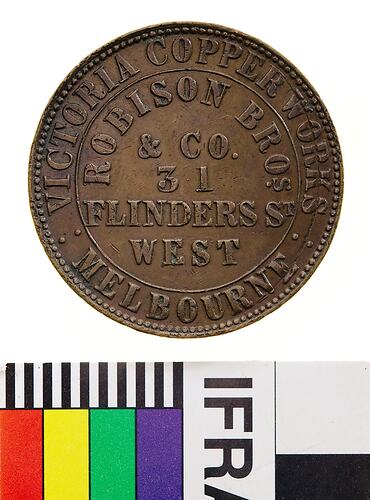 VICTORIA COPPER WORKS
ROBISON BROS.
& CO.
31
FLINDERS ST
WEST
MELBOURNE
IFRA